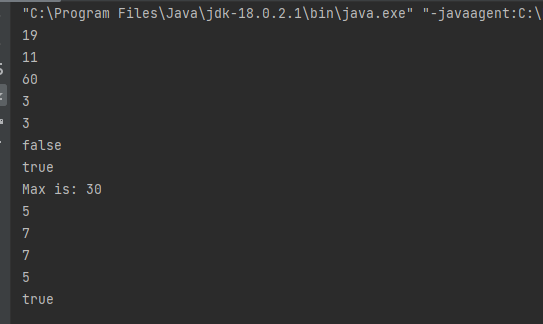 "C:\Program Files\Java\jdk-18.0.2.1\bin\java.exe" "-javaagent:C:\
19
11
60
3
3
false
true
Max is: 30
5
7
7
5
true